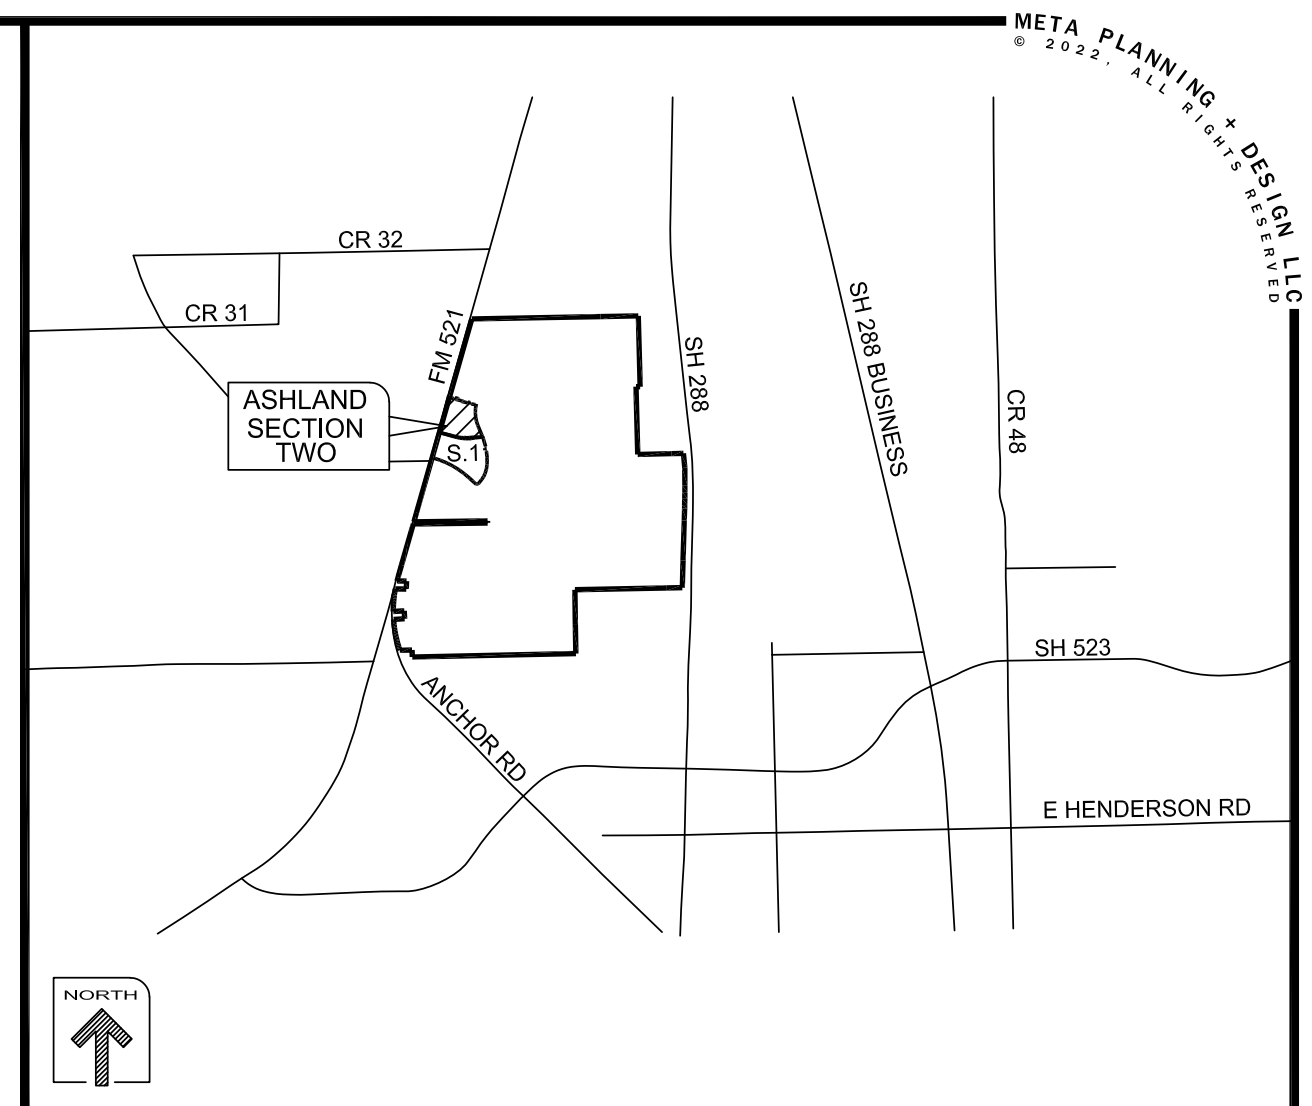 META PLANNING + DESIGN LLC
© 2022, ALL RIGHTS RESERVED
CR 32
CR 31
FM 521
SH 288
SH 288 BUSINESS
CR 48
ASHLAND
SECTION
TWO
S.1
SH 523
ANCHOR RD
E HENDERSON RD
NORTH